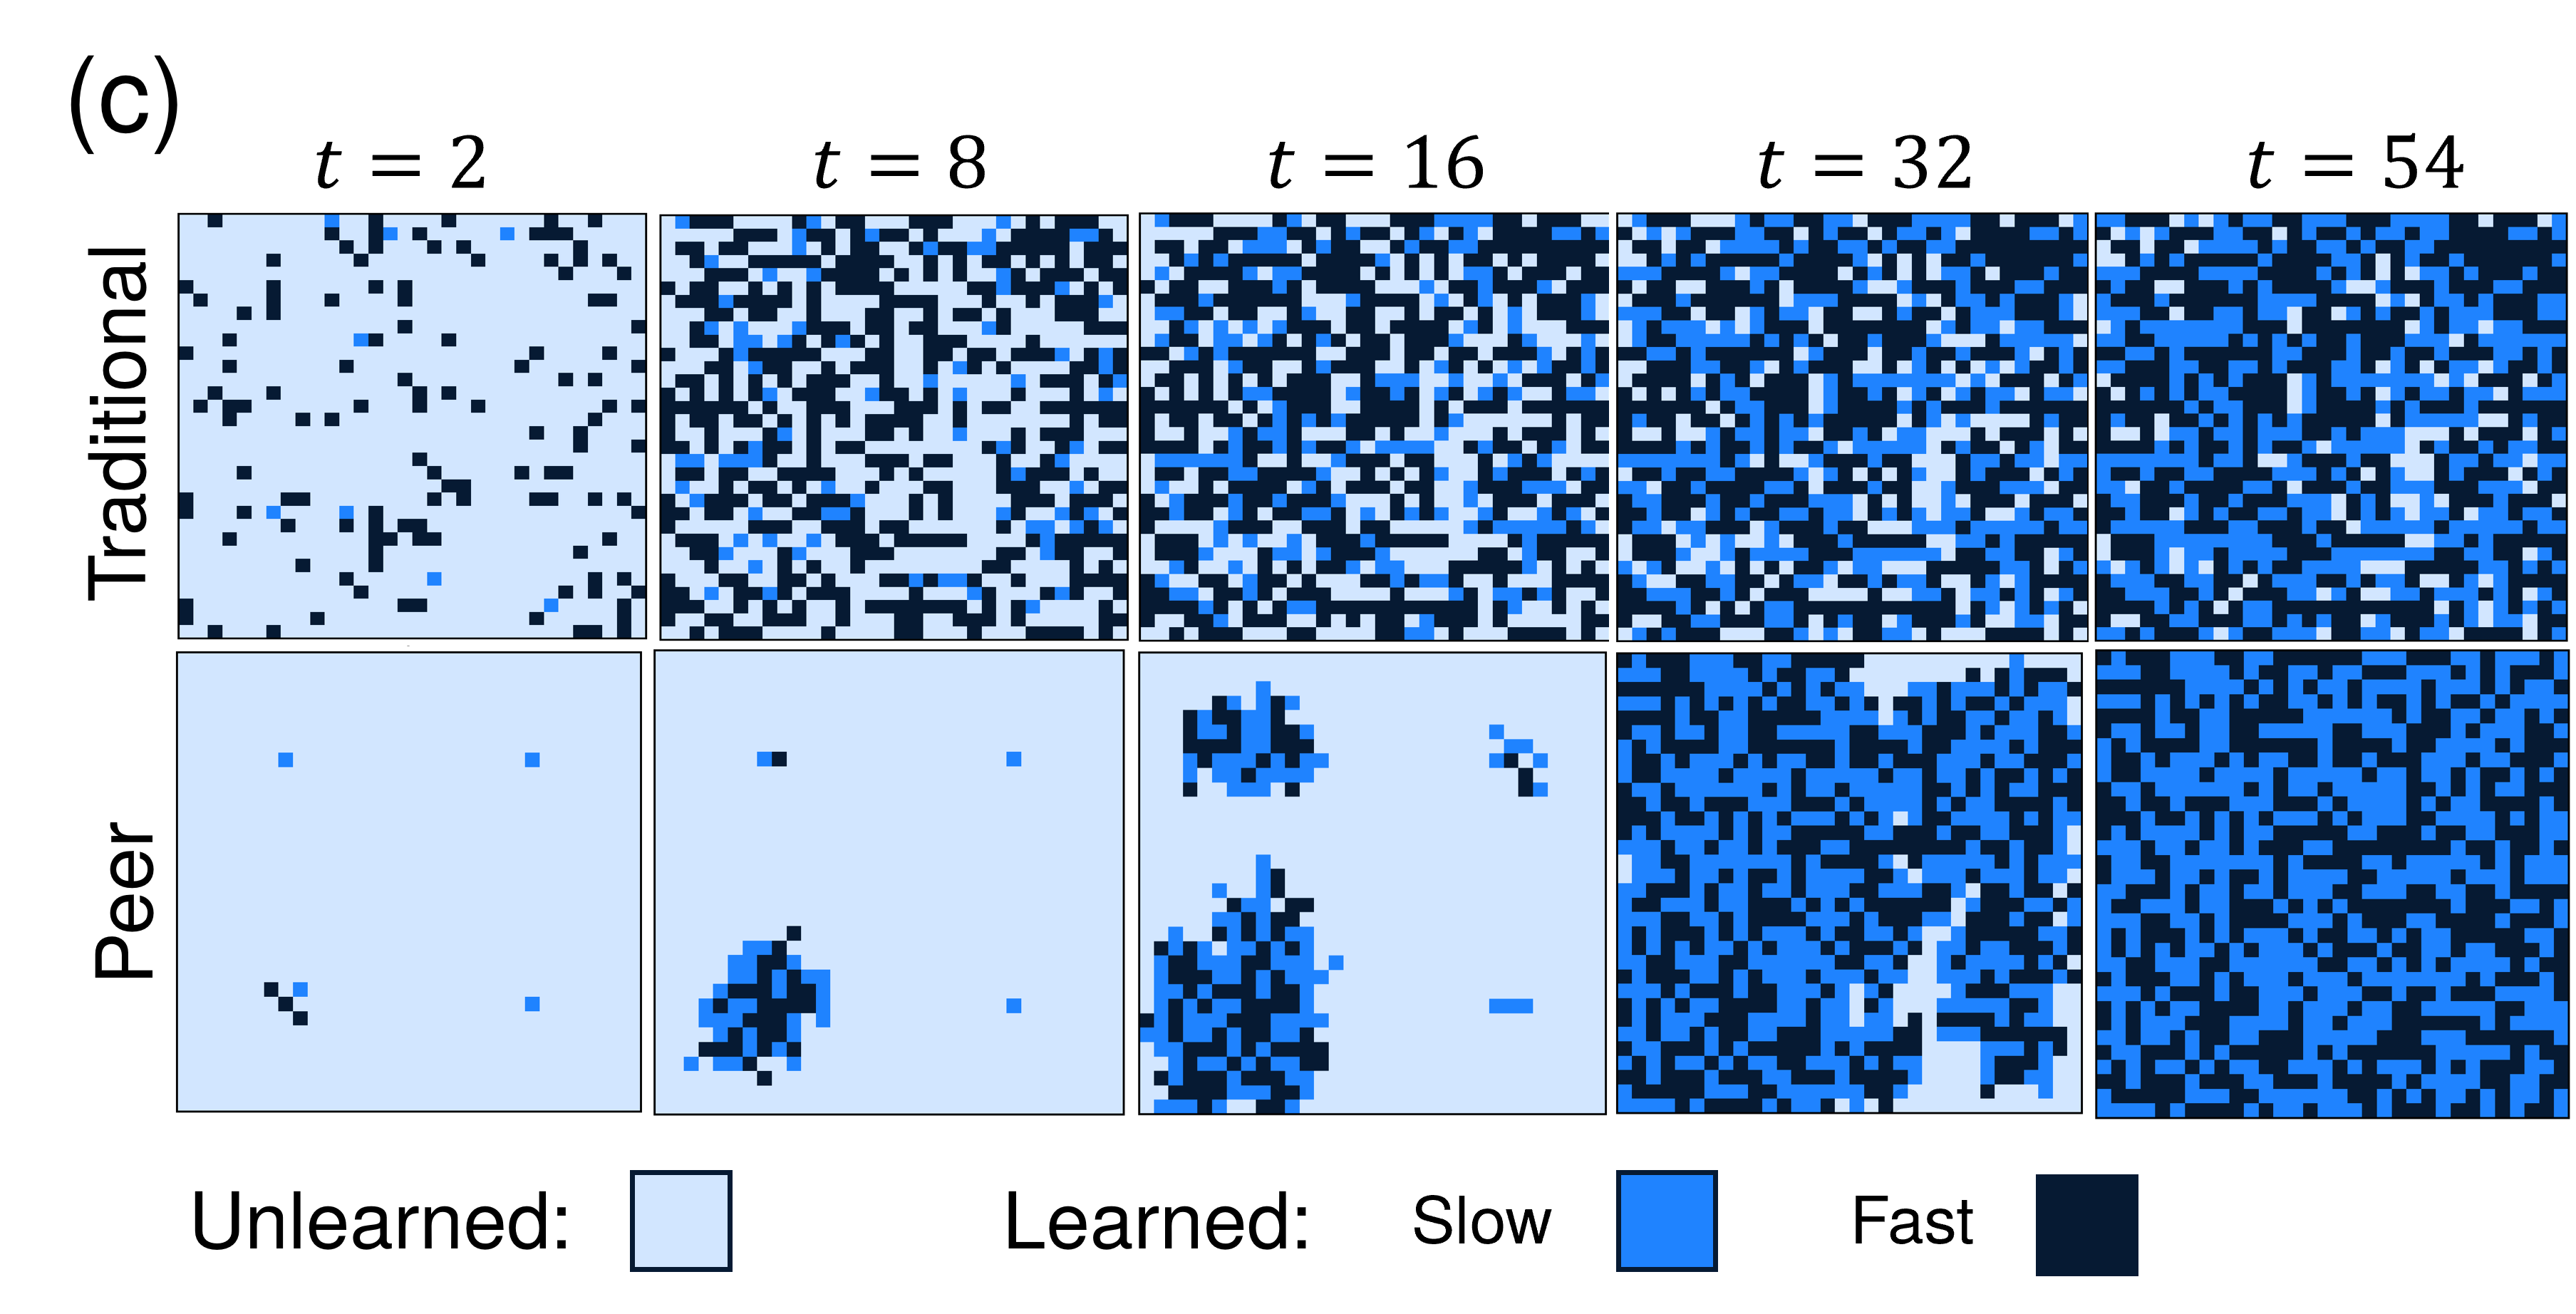 (c)
t = 2
t = 8
t = 16
t = 32
t = 54
Traditional
Peer
Unlearned:
Learned:
Slow
Fast